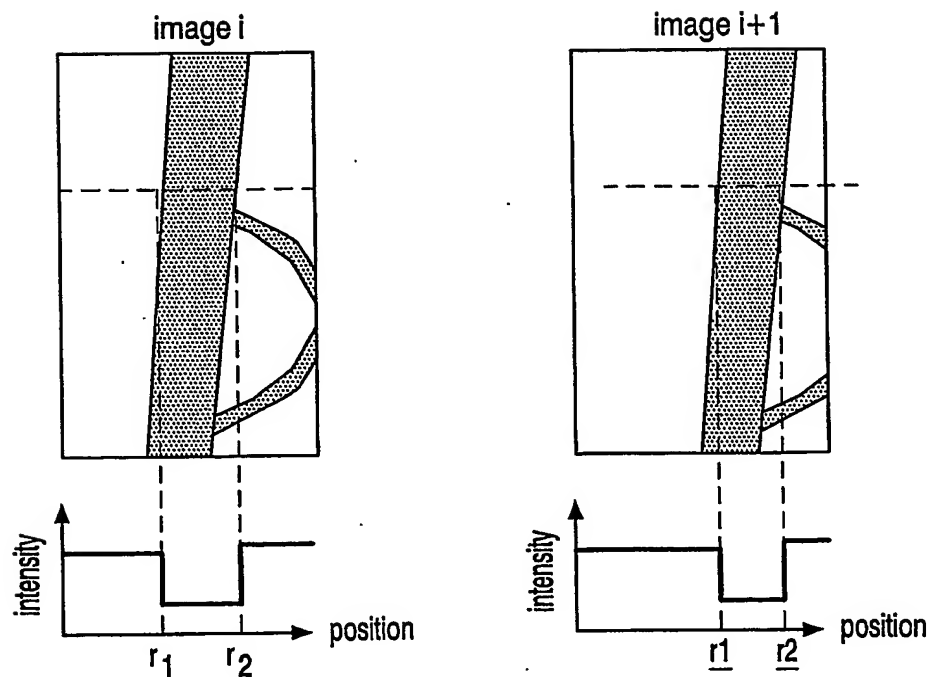 image i
image i+1
intensity
position
r1 r2
intensity
position
r1 r2